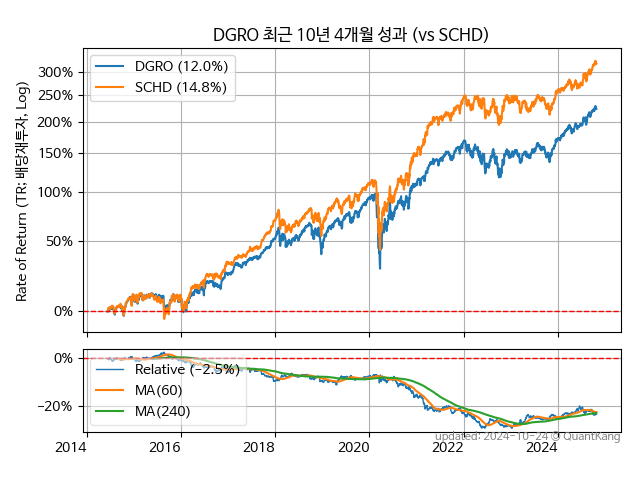 DGRO 최근 10년 4개월 성과 (vs SCHD)
DGRO (12.0%)
SCHD (14.8%)
300%
250%
200%
150%
100%
50%
0%
Rate of Return (TR; 배당재투자, Log)
0%
−20%
Relative (−2.5%)
MA(60)
MA(240)
2014 2016 2018 2020 2022 2024
updated: 2024-10-24 © QuantKang